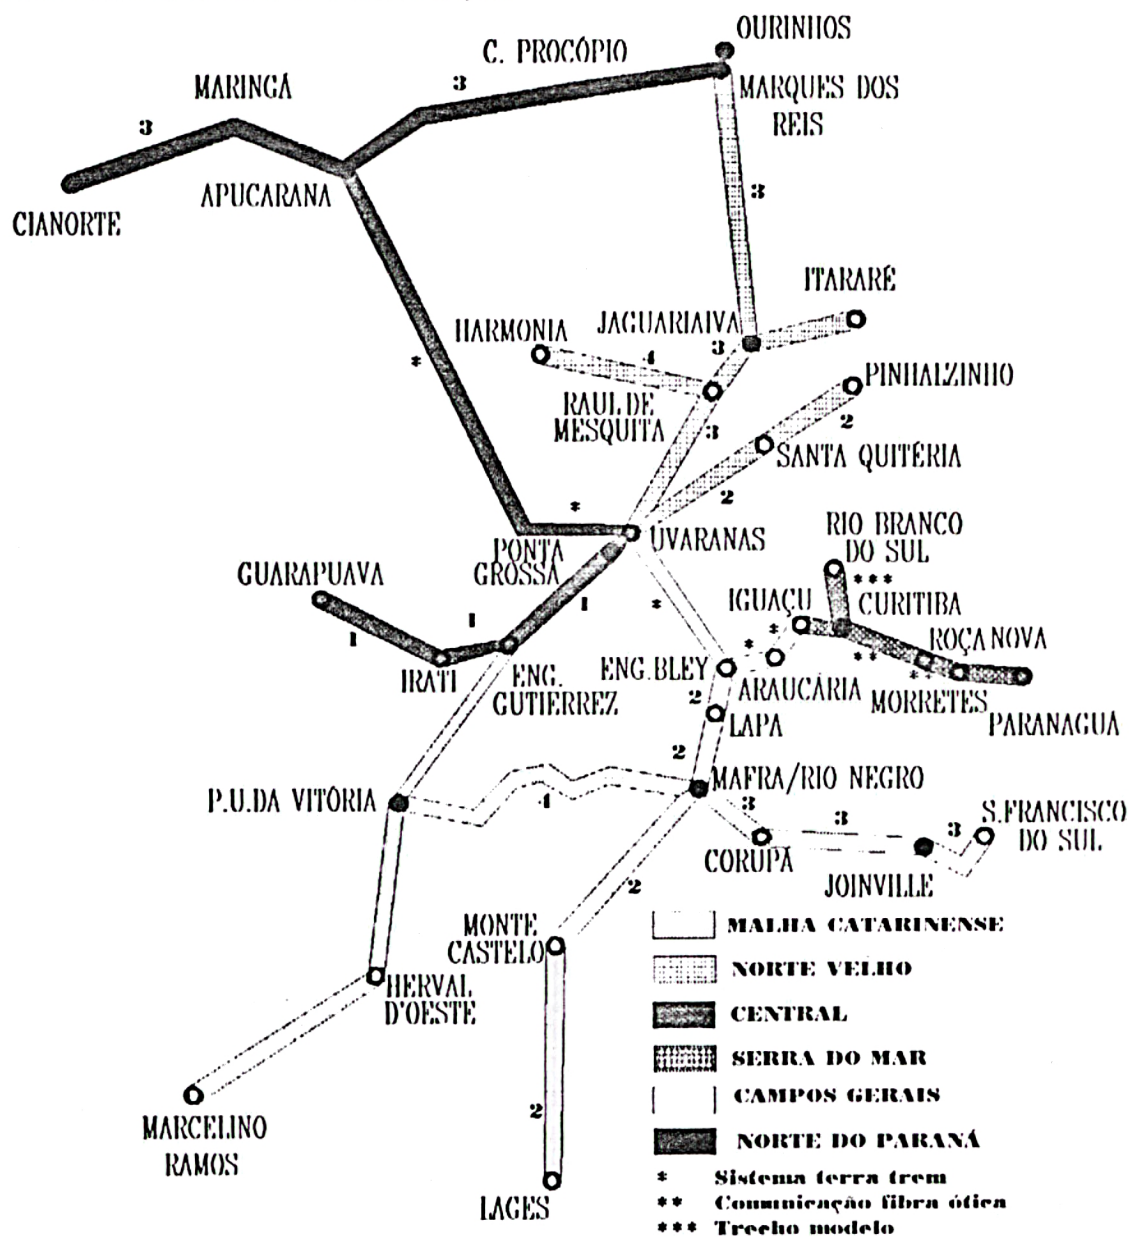 OURINHOS
C. PROCÓPIO
3
MARINGÁ
MARQUES DOS
REIS
3
APUCARANA
CIANORTE
3
ITARARÉ
HARMONIA
JAGUARIAIVA
3
4
*
PINHALZINHO
RAUL DE
MESQUITA
3
2
SANTA QUITÉRIA
2
*
RIO BRANCO
DO SUL
UVARANAS
PONTA
GROSSA
GUARAPUAVA
***
1
*
IGUAÇU
CURITIBA
1
1
*
*
ROÇA NOVA
**
**
IRATI
ENG.
GUTIERREZ
ENG. BLEY
2
ARAUCÁRIA
MORRETES
PARANAGUÁ
LAPA
2
P.U.DA VITÓRIA
4
MAFRA/RIO NEGRO
3
3
3
S.FRANCISCO
DO SUL
CORUPÁ
JOINVILLE
2
MONTE
CASTELO
MALHA CATARINENSE
NORTE VELHO
HERVAL
D'OESTE
CENTRAL
SERRA DO MAR
CAMPOS GERAIS
2
MARCELINO
RAMOS
NORTE DO PARANÁ
LAGES
* Sistema terra trem
** Comunicação fibra ótica
*** Trecho modelo